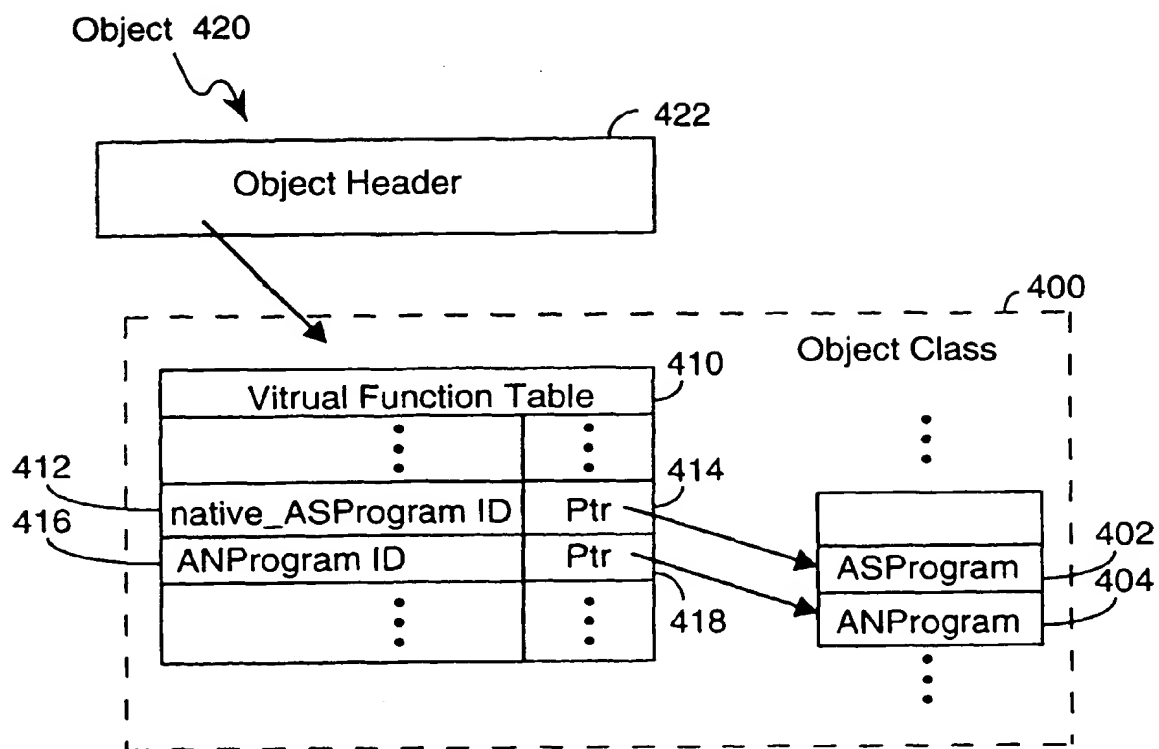 Object 420
422
Object Header
400
Object Class
410
Vitrual Function Table
412
native_ASProgram ID
Ptr
414
416
ANProgram ID
Ptr
418
ASProgram
402
ANProgram
404